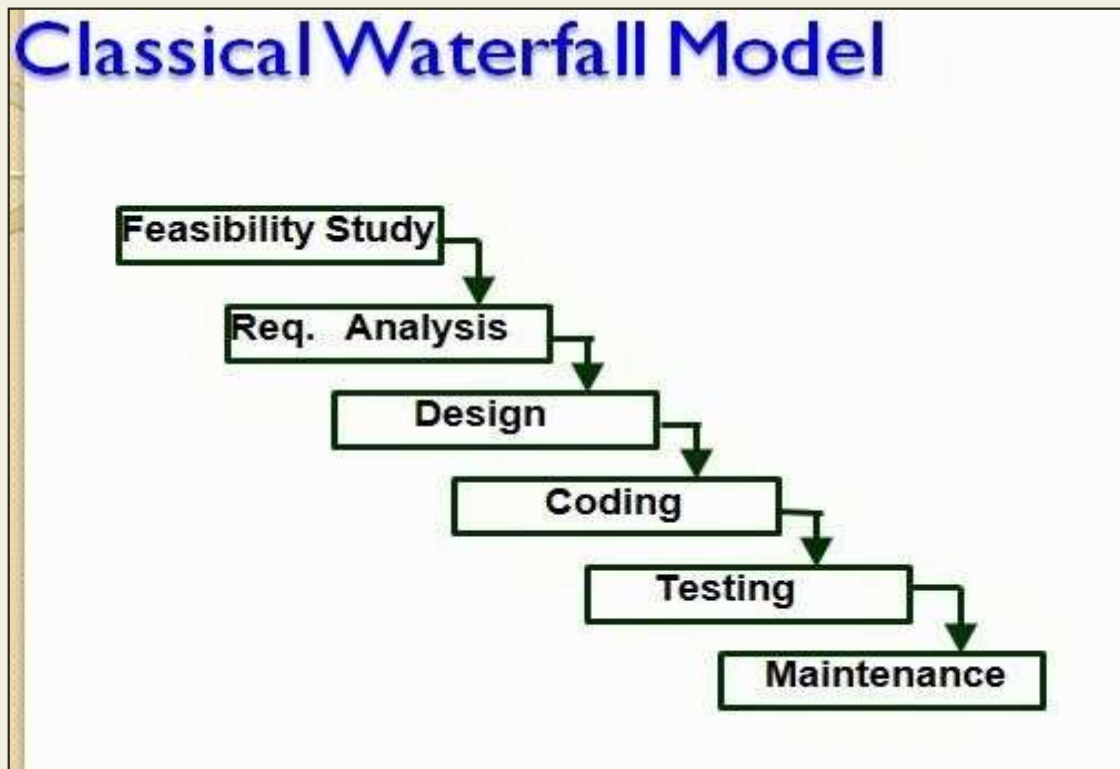 Classical Waterfall Model
Feasibility Study
Req. Analysis
Design
Coding
Testing
Maintenance